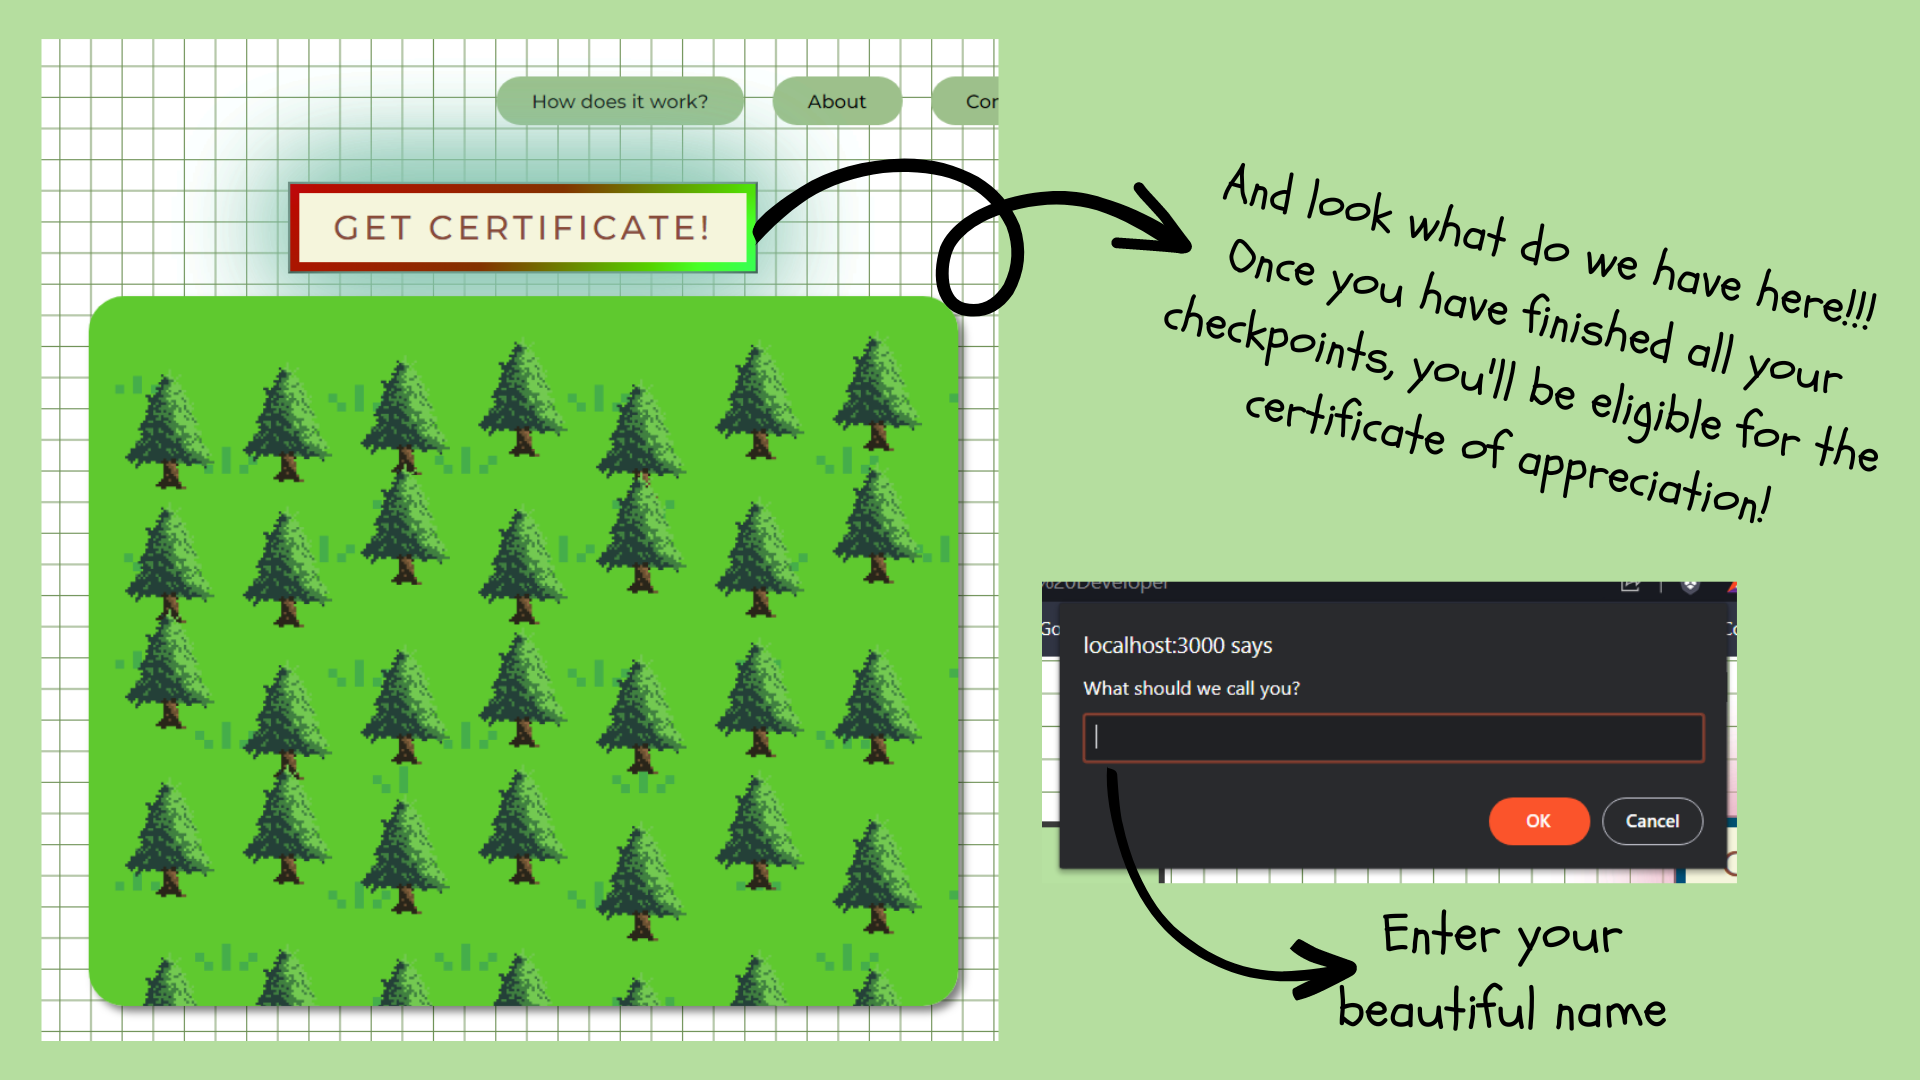 How does it work?
About
Cor
GET CERTIFICATE!
And look what do we have here!!!
Once you have finished all your
checkpoints, you'll be eligible for the
certificate of appreciation!
%20Developer
Go
Co
localhost:3000 says
What should we call you?
OK
Cancel
Enter your
beautiful name